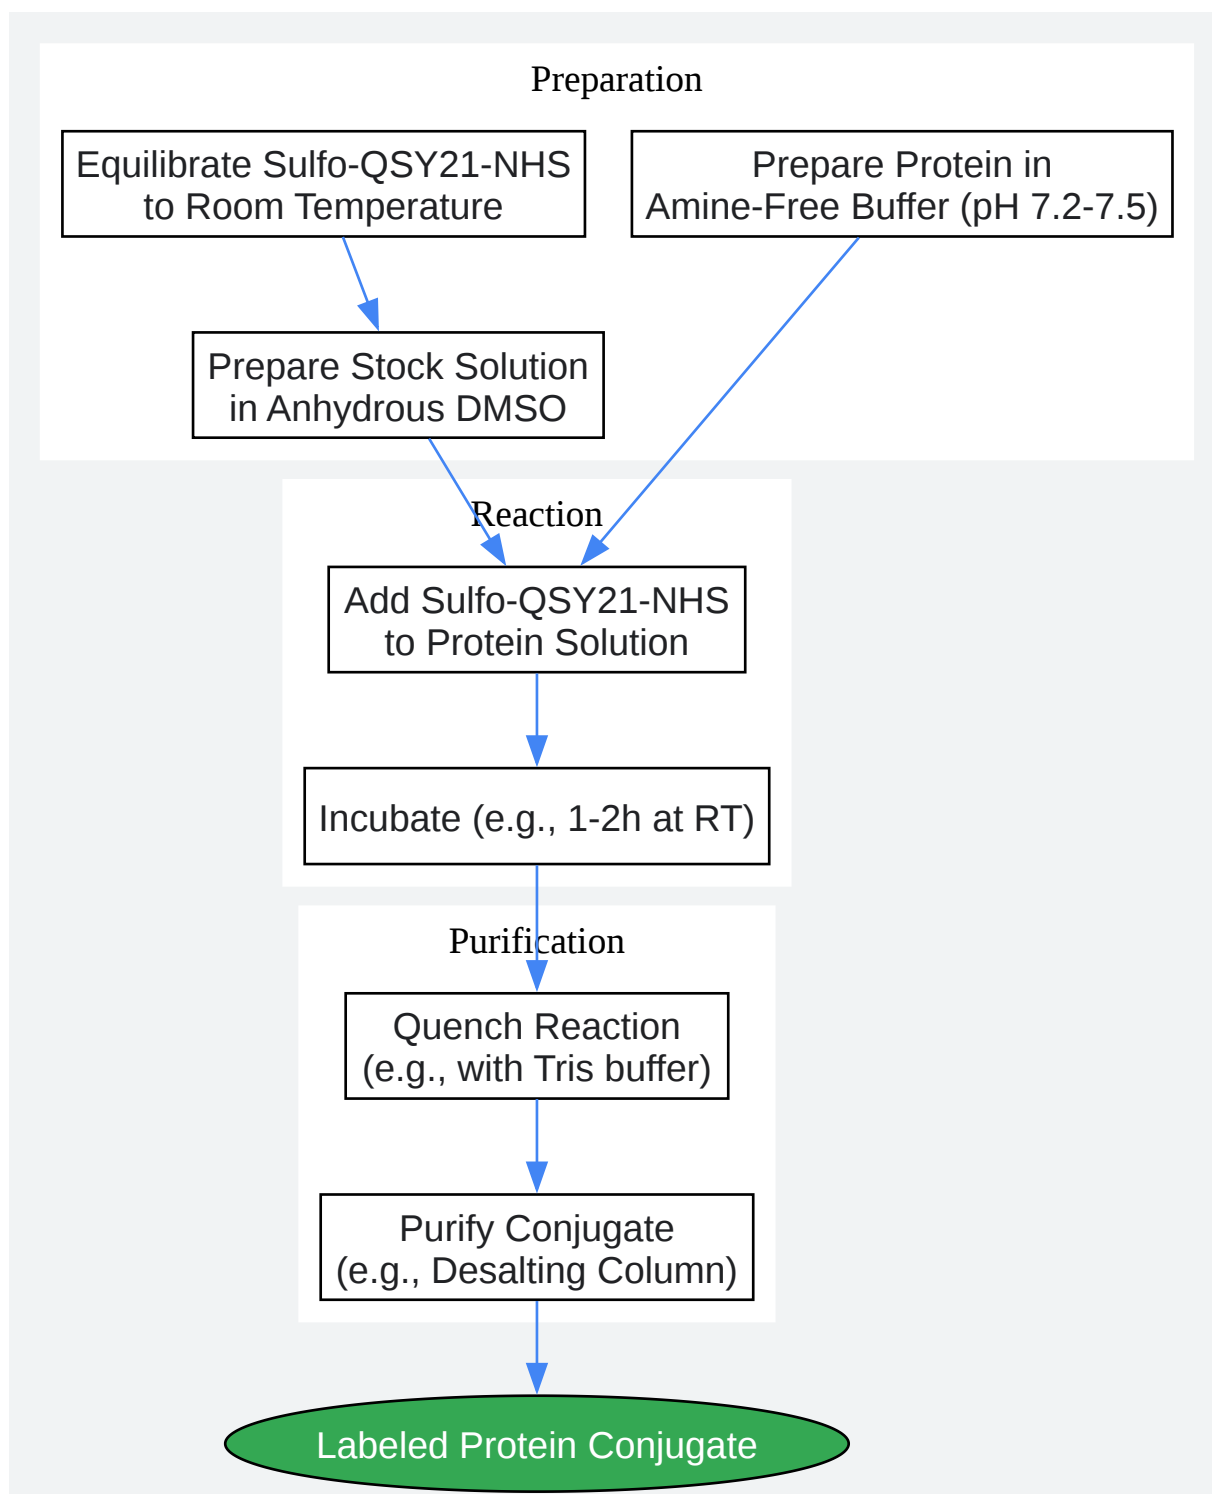 Preparation
Equilibrate Sulfo-QSY21-NHS
to Room Temperature
Prepare Protein in
Amine-Free Buffer (pH 7.2-7.5)
Prepare Stock Solution
in Anhydrous DMSO
Reaction
Add Sulfo-QSY21-NHS
to Protein Solution
Incubate (e.g., 1-2h at RT)
Purification
Quench Reaction
(e.g., with Tris buffer)
Purify Conjugate
(e.g., Desalting Column)
Labeled Protein Conjugate